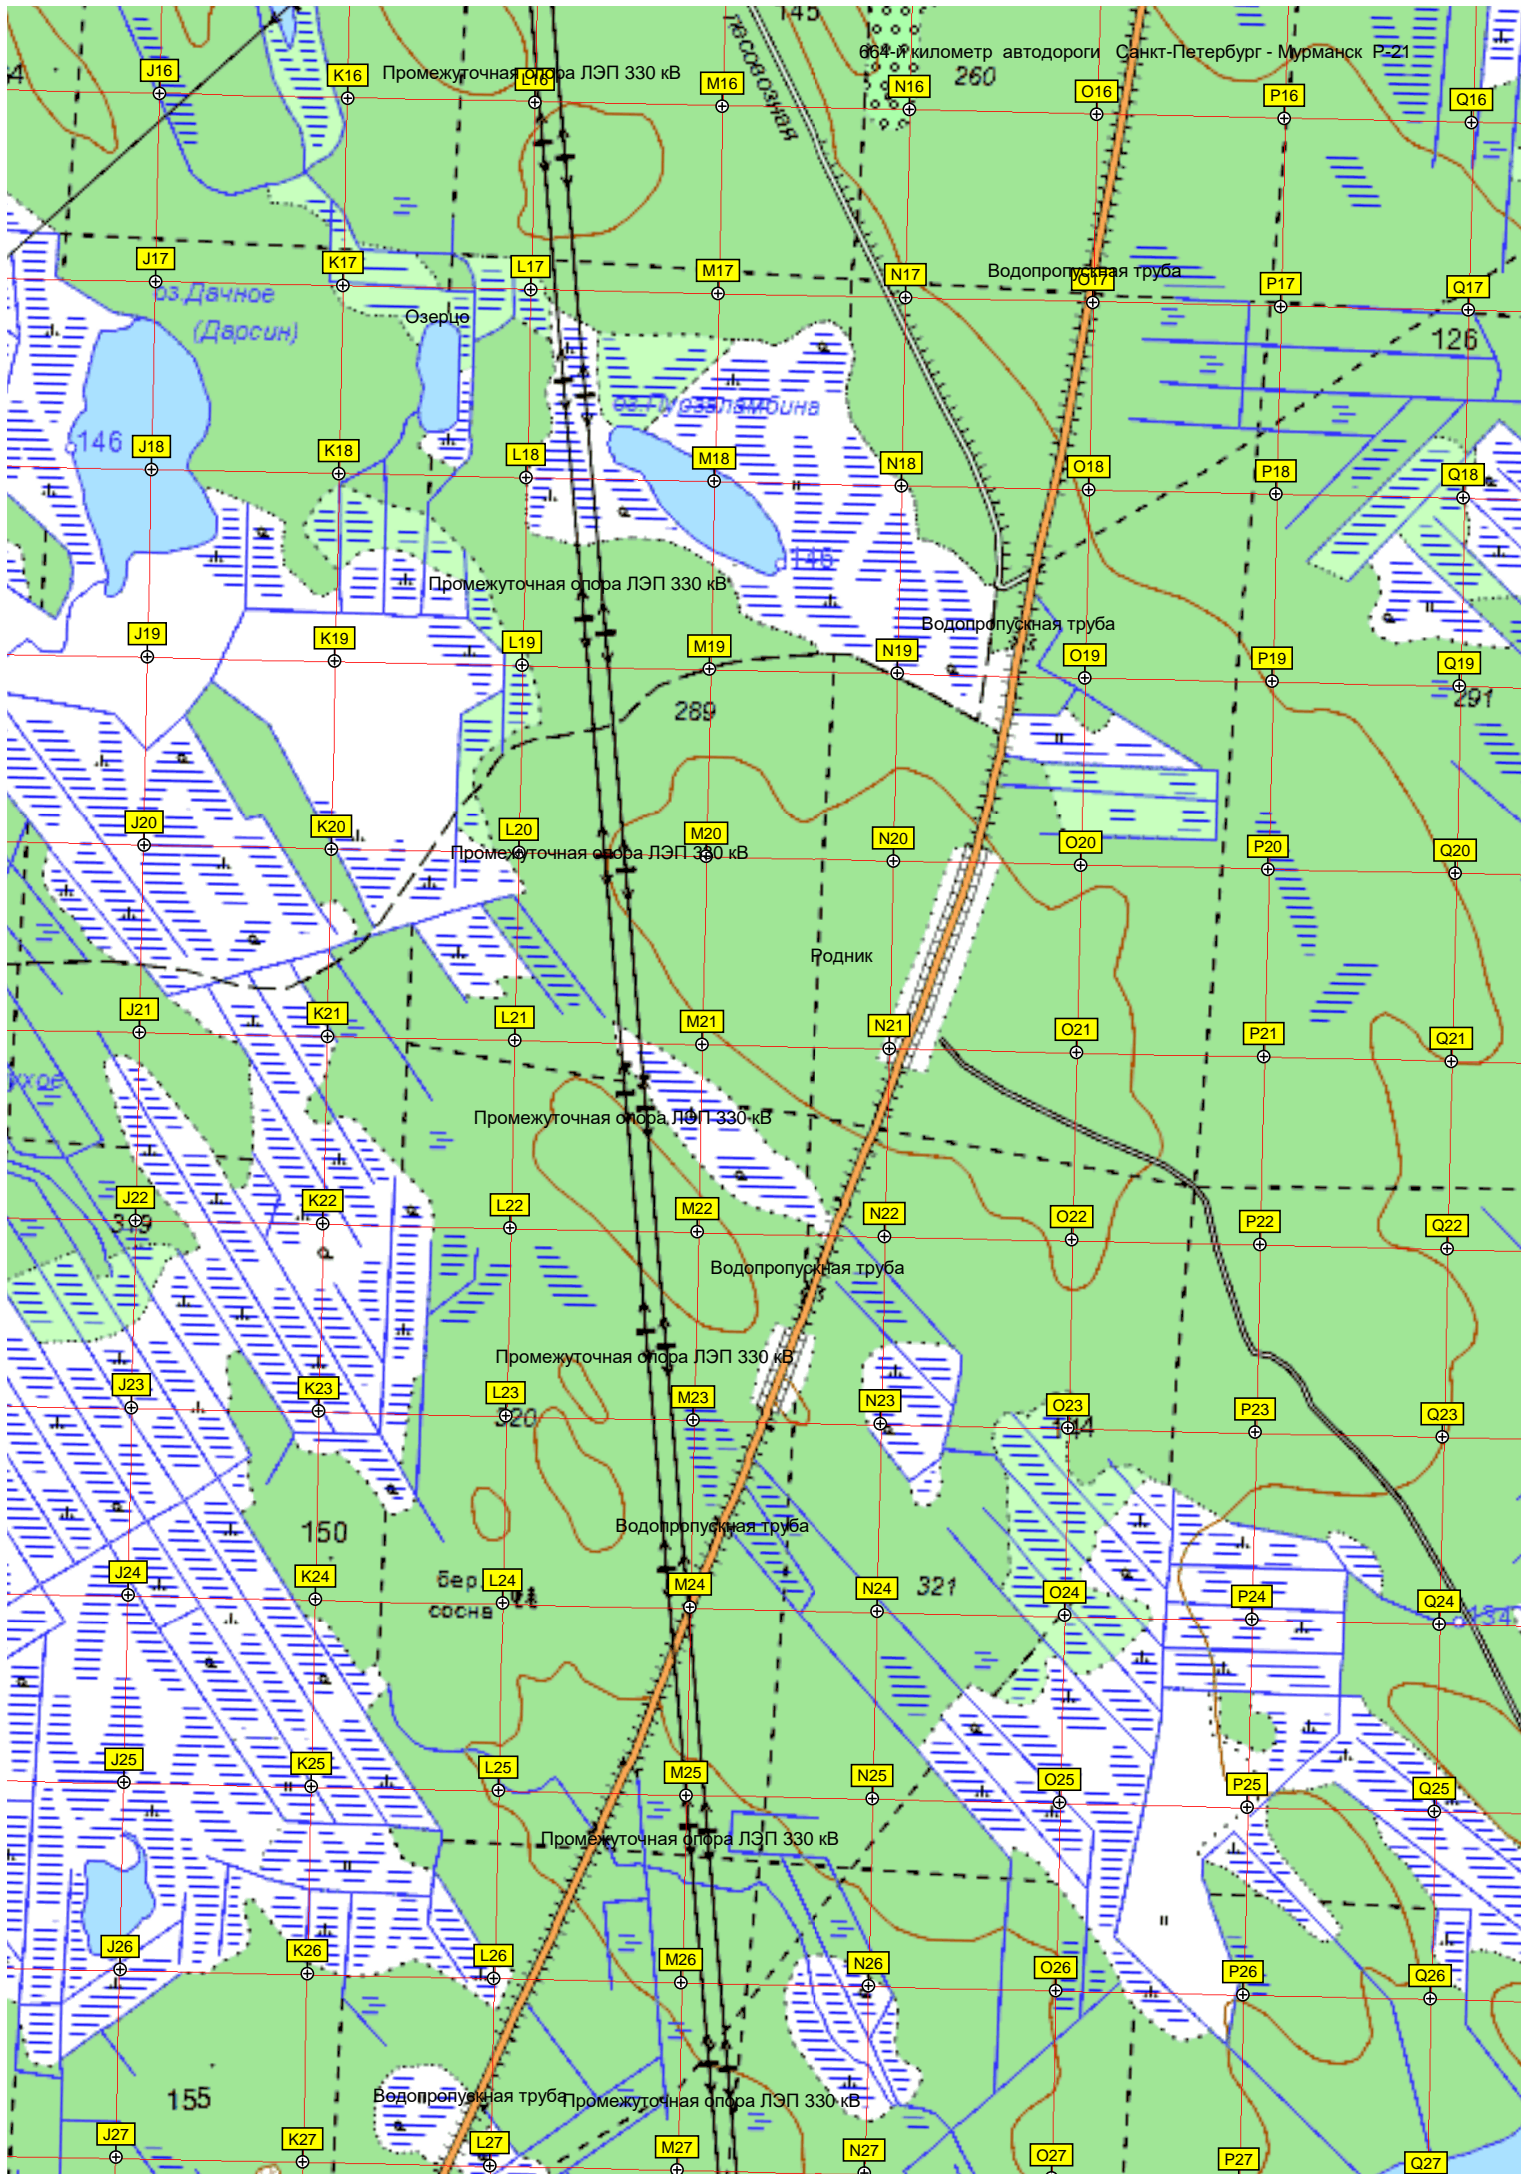 145
лесовозная
664-й километр автодороги Санкт-Петербург - Мурманск Р-21
260
4
J16
K16
Промежуточная опора ЛЭП 330 кВ
L16
M16
N16
O16
P16
Q16
J17
K17
L17
M17
N17
Водопропускная труба
O17
P17
Q17
оз.Дачное
(Дарсин)
Озерцо
126
146
J18
K18
L18
M18
N18
O18
P18
Q18
146
Промежуточная опора ЛЭП 330 кВ
Водопропускная труба
J19
K19
L19
M19
N19
O19
P19
Q19
289
291
J20
K20
L20
M20
N20
O20
P20
Q20
Промежуточная опора ЛЭП 330 кВ
Родник
J21
K21
L21
M21
N21
O21
P21
Q21
Промежуточная опора ЛЭП 330 кВ
J22
K22
L22
M22
N22
O22
P22
Q22
319
Водопропускная труба
Промежуточная опора ЛЭП 330 кВ
J23
K23
L23
M23
N23
O23
P23
Q23
320
144
150
Водопропускная труба
J24
K24
бер.
L24
M24
N24
321
O24
P24
Q24
сосна
134
J25
K25
L25
M25
N25
O25
P25
Q25
Промежуточная опора ЛЭП 330 кВ
J26
K26
L26
M26
N26
O26
P26
Q26
155
Водопропускная труба
Промежуточная опора ЛЭП 330 кВ
J27
K27
L27
M27
N27
O27
P27
Q27